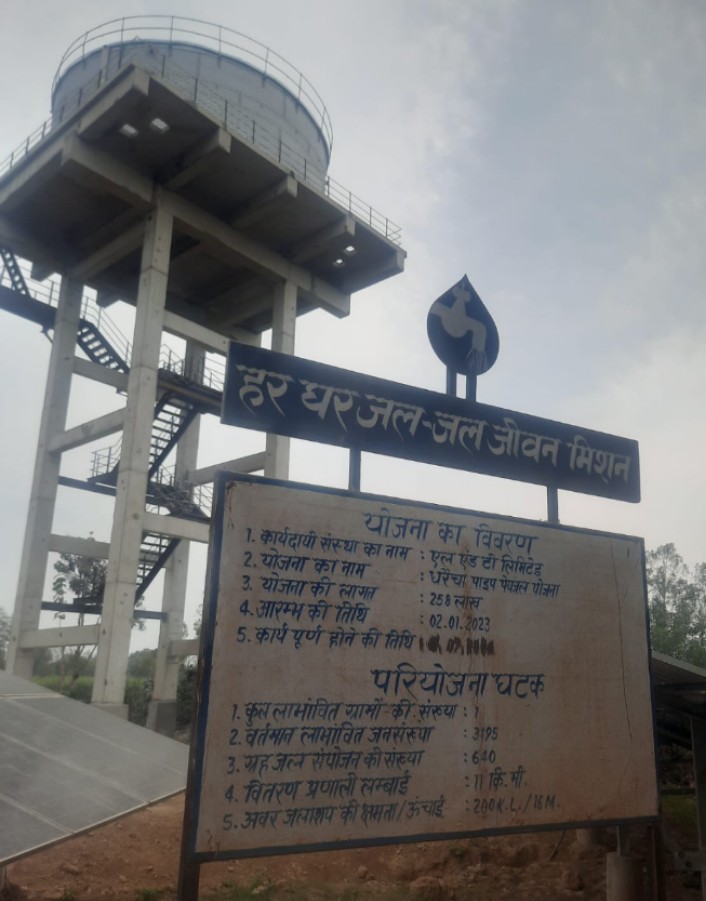 हर घर जल-जल जीवन मिशन
योजना का विवरण
1. कार्यदायी संस्था का नाम : एल एंड टी लिमिटेड
2. योजना का नाम : धरैचा पाइप पेयजल योजना
3. योजना की लागत : 258 लाख
4. आरम्भ की तिथि : 02.01.2023
5. कार्य पूर्ण होने की तिथि
परियोजना घटक
1. कुल लाभांवित ग्रामों की संख्या : 1
2. वर्तमान लाभांवित जनसंख्या : 3195
3. ग्रह जल संयोजन की संख्या : 640
4. वितरण प्रणाली लम्बाई : 11 कि.मी.
5. अवर जलाशय की क्षमता/ऊंचाई : 200K.L./16M.